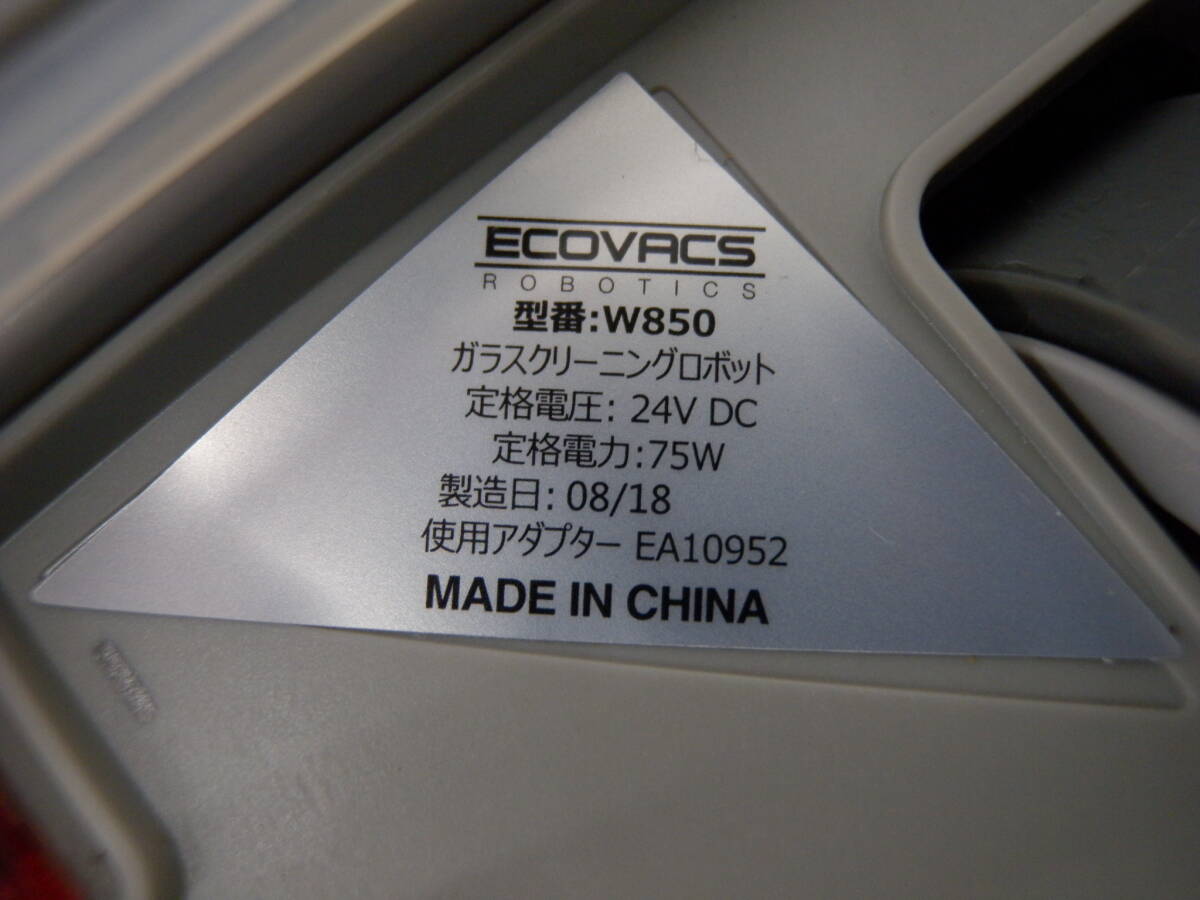 ECOVACS
ROBOTICS
型番:W850
ガラスクリーニングロボット
定格電圧: 24V DC
定格電力:75W
製造日: 08/18
使用アダプター EA10952
MADE IN CHINA